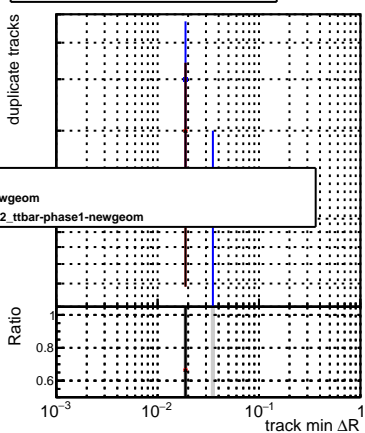 duplicate tracks
wgeom
2_ttbar-phase1-newgeom
Ratio
1
0.8
0.6
10⁻³ 10⁻² 10⁻¹ 1
track min ΔR